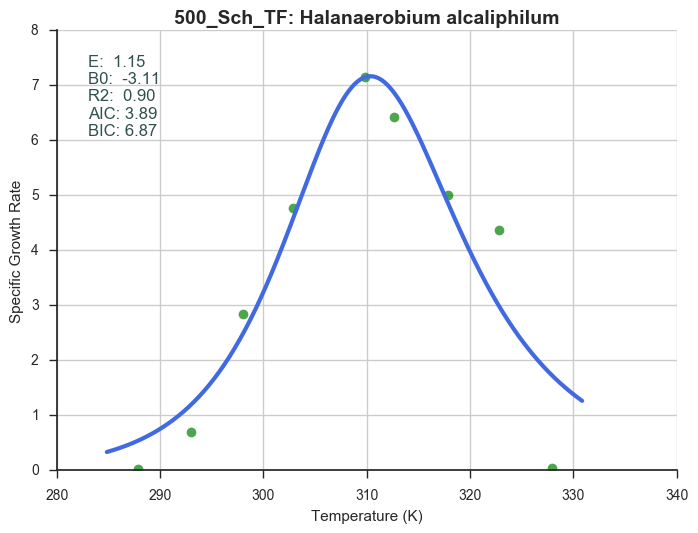 500_Sch_TF: Halanaerobium alcaliphilum
E:  1.15
B0:  -3.11
R2:  0.90
AIC: 3.89
BIC: 6.87
Specific Growth Rate
8
7
6
5
4
3
2
1
0
280 290 300 310 320 330 340
Temperature (K)